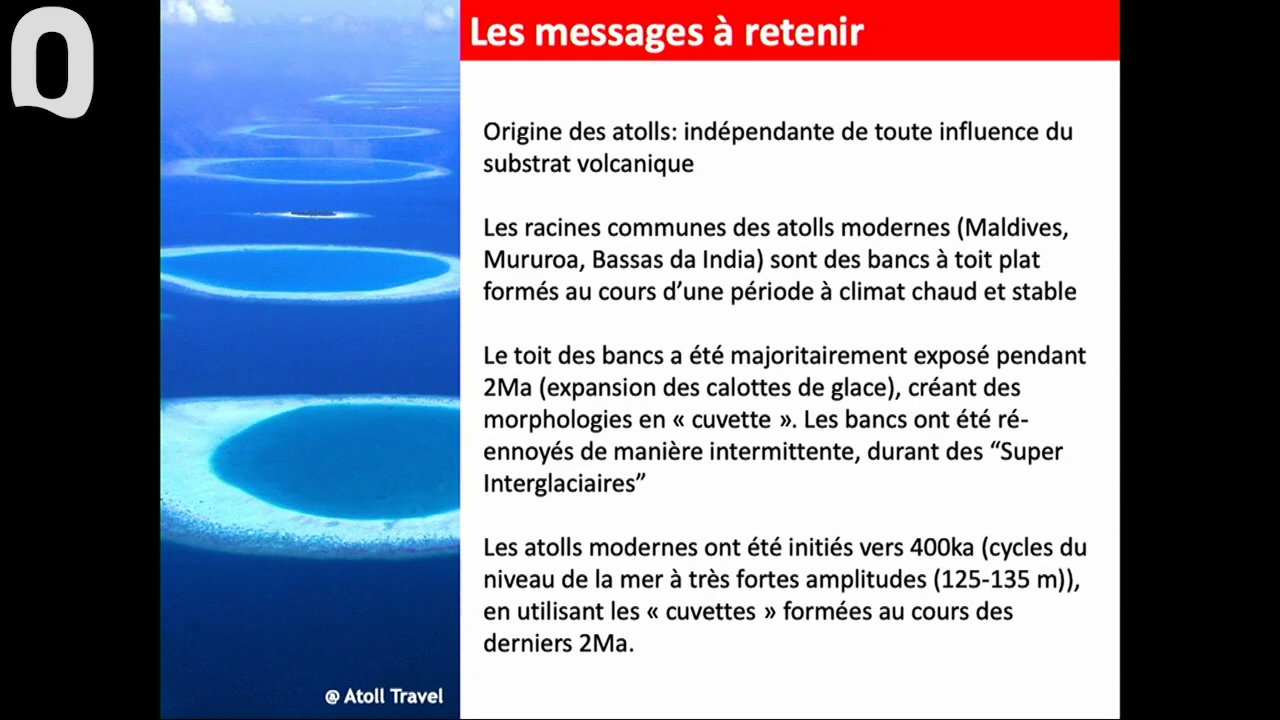 Q
Les messages à retenir
Origine des atolls: indépendante de toute influence du
substrat volcanique
Les racines communes des atolls modernes (Maldives,
Mururoa, Bassas da India) sont des bancs à toit plat
formés au cours d’une période à climat chaud et stable
Le toit des bancs a été majoritairement exposé pendant
2Ma (expansion des calottes de glace), créant des
morphologies en « cuvette ». Les bancs ont été ré-
ennoyés de manière intermittente, durant des “Super
Interglaciaires”
Les atolls modernes ont été initiés vers 400ka (cycles du
niveau de la mer à très fortes amplitudes (125-135 m)),
en utilisant les « cuvettes » formées au cours des
derniers 2Ma.
@ Atoll Travel